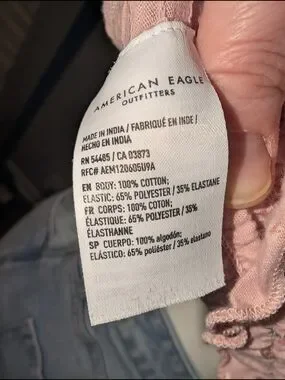 AMERICAN EAGLE
OUTFITTERS
MADE IN INDIA / FABRIQUÉ EN INDE /
HECHO EN INDIA
RN 54485 / CA 03873
RFC# AEM120605U9A
EN BODY: 100% COTTON;
ELASTIC: 65% POLYESTER / 35% ELASTANE
FR CORPS: 100% COTON;
ÉLASTIQUE: 65% POLYESTER / 35%
ÉLASTHANNE
SP CUERPO: 100% algodón;
ELÁSTICO: 65% poliéster / 35% elastano